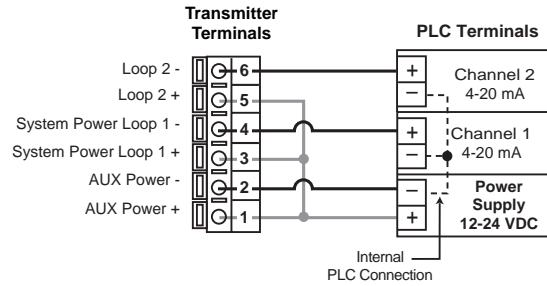 Transmitter
Terminals
PLC Terminals
Loop 2 -
6
+
Channel 2
4-20 mA
Loop 2 +
5
−
System Power Loop 1 -
4
+
Channel 1
4-20 mA
System Power Loop 1 +
3
−
AUX Power -
2
−
Power
Supply
12-24 VDC
AUX Power +
1
+
Internal
PLC Connection